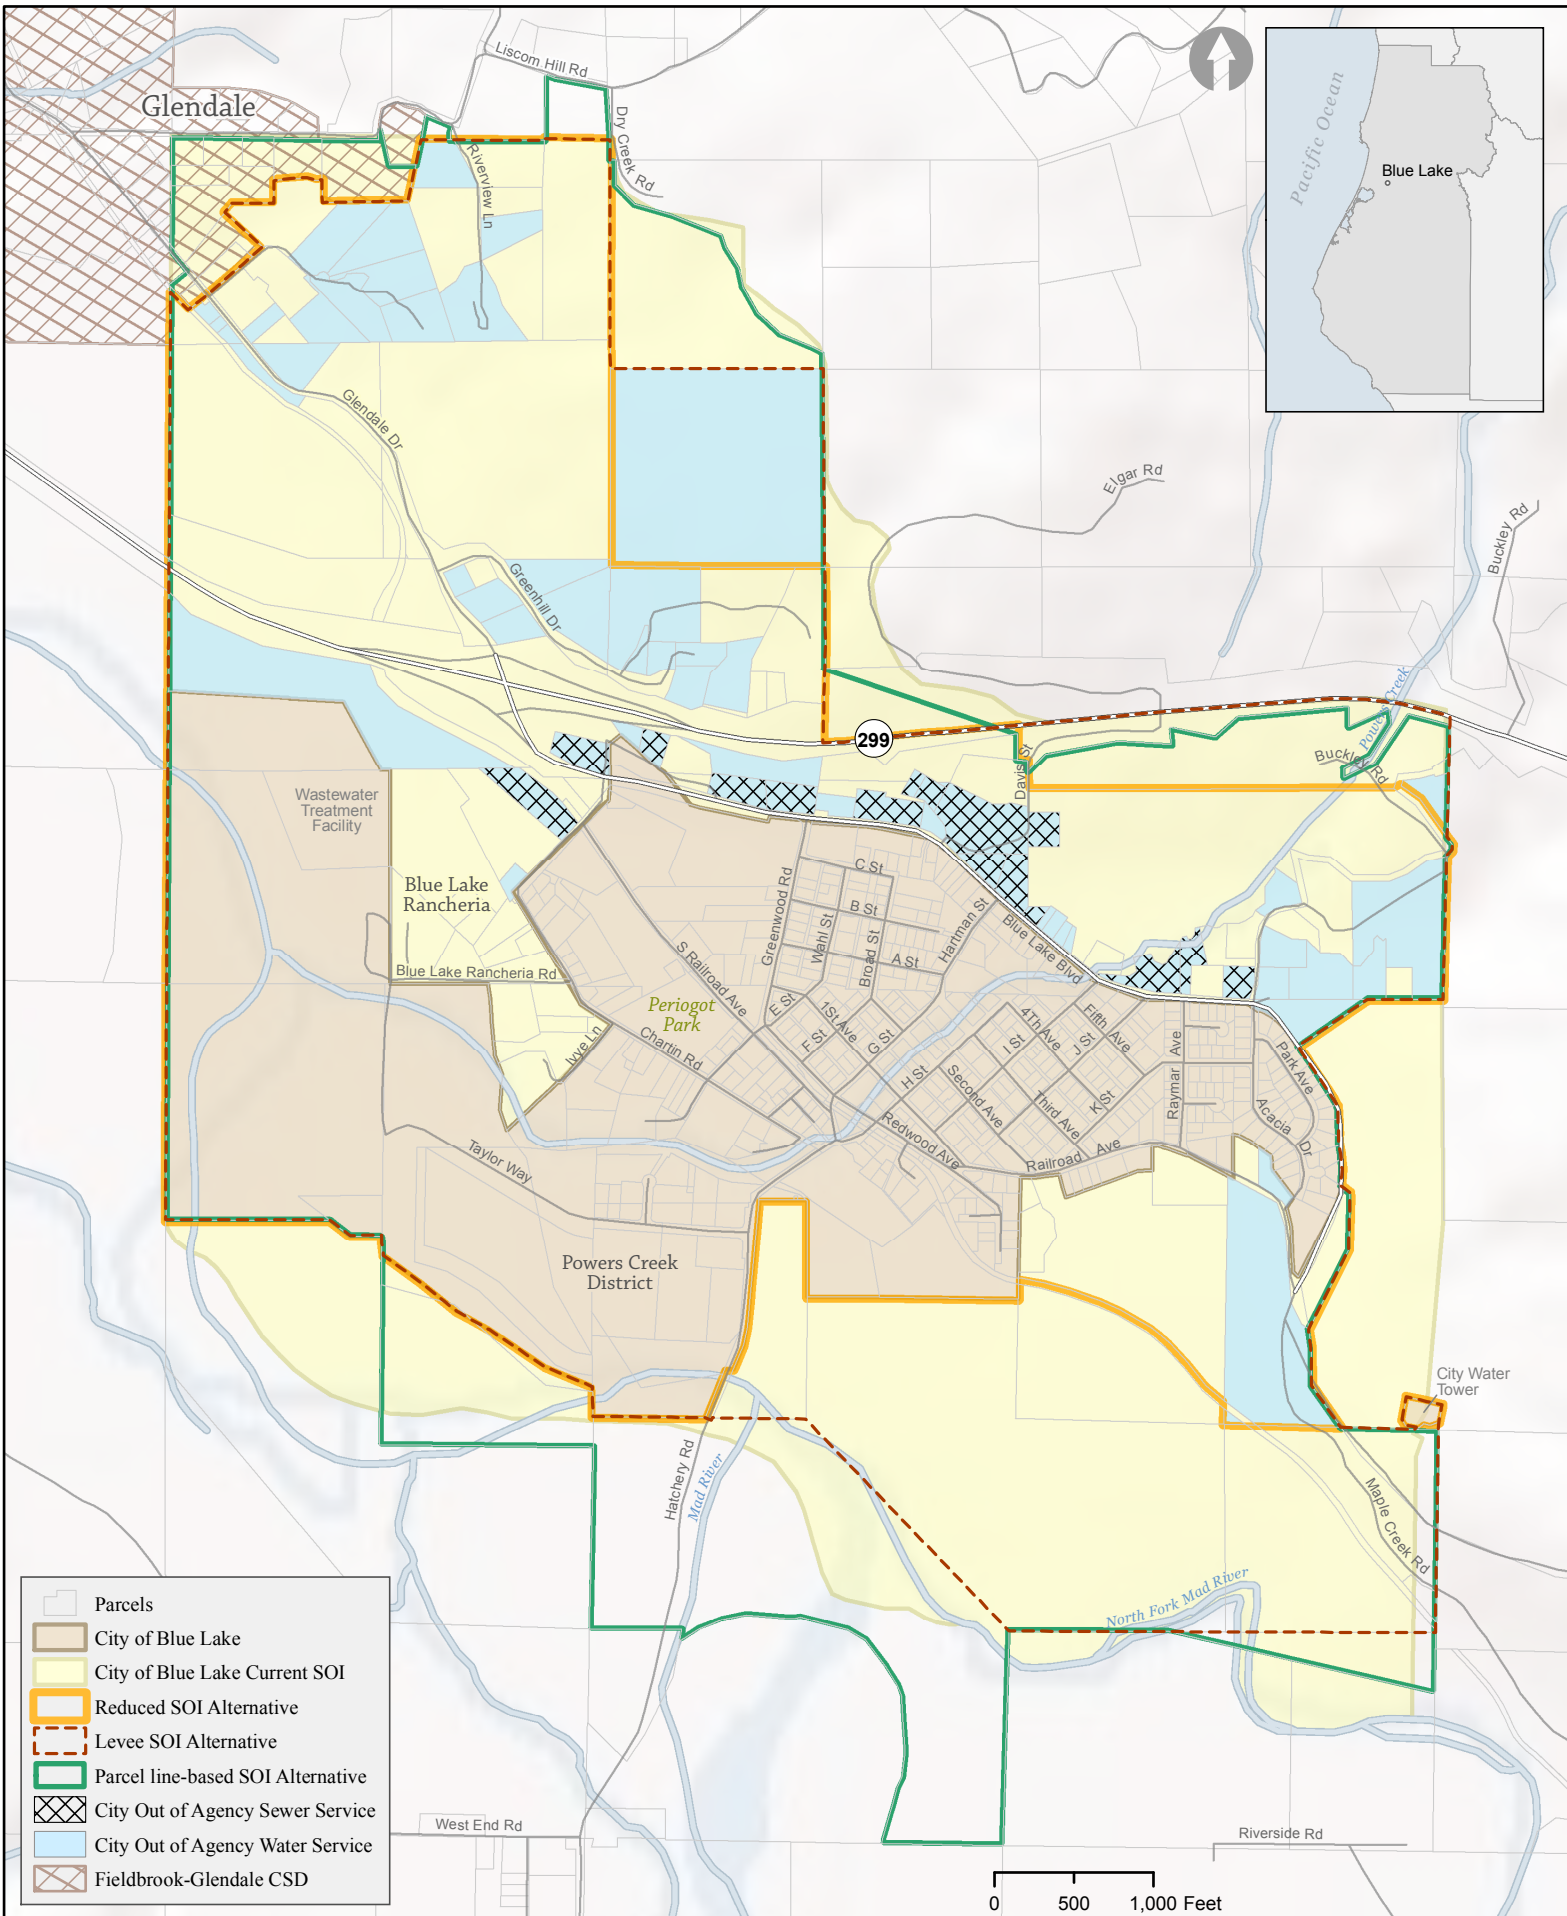 Liscom Hill Rd
Glendale
Dry Creek Rd
Riverview Ln
Pacific Ocean
Blue Lake
Glendale Dr
Elgar Rd
Buckley Rd
Greenhill Dr
Powers Creek
299
Davis St
Buckley Rd
Wastewater
Treatment
Facility
Blue Lake
Rancheria
C St
B St
A St
Greenwood Rd
Wahl St
Broad St
Hartman St
Blue Lake Blvd
S Railroad Ave
Blue Lake Rancheria Rd
Periogot
Park
E St
1St Ave
F St
G St
Ivye Ln
Chartin Rd
H St
I St
4Th Ave
J St
Fifth Ave
K St
Second Ave
Third Ave
Raymar Ave
Park Ave
Acacia Dr
Redwood Ave
Railroad Ave
Taylor Way
Powers Creek
District
City Water
Tower
Hatchery Rd
Mad River
Maple Creek Rd
North Fork Mad River
West End Rd
Riverside Rd
Parcels
City of Blue Lake
City of Blue Lake Current SOI
Reduced SOI Alternative
Levee SOI Alternative
Parcel line-based SOI Alternative
City Out of Agency Sewer Service
City Out of Agency Water Service
Fieldbrook-Glendale CSD
0 500 1,000 Feet